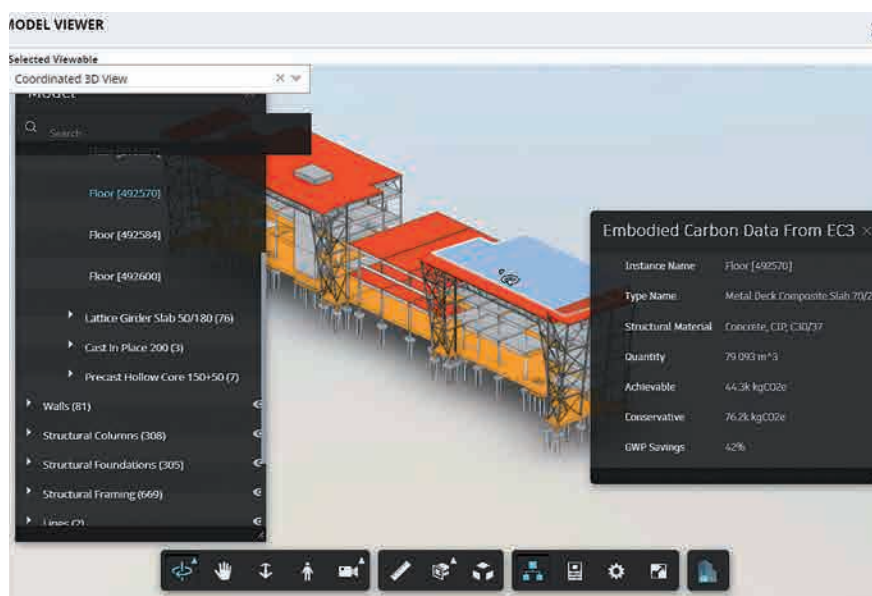 MODEL VIEWER
Selected Viewable
Coordinated 3D View
Model
Search
Floor [492570]
Floor [492584]
Floor [492600]
Lattice Girder Slab 50/180 (76)
Cast In Place 200 (3)
Precast Hollow Core 150+50 (7)
Walls (81)
Structural Columns (308)
Structural Foundations (305)
Structural Framing (669)
Lines (2)
Embodied Carbon Data From EC3
Instance Name Floor [492570]
Type Name Metal Deck Composite Slab 70/2
Structural Material Concrete, CIP, C30/37
Quantity 79.093 m^3
Achievable 44.3k kgCO2e
Conservative 76.2k kgCO2e
GWP Savings 42%